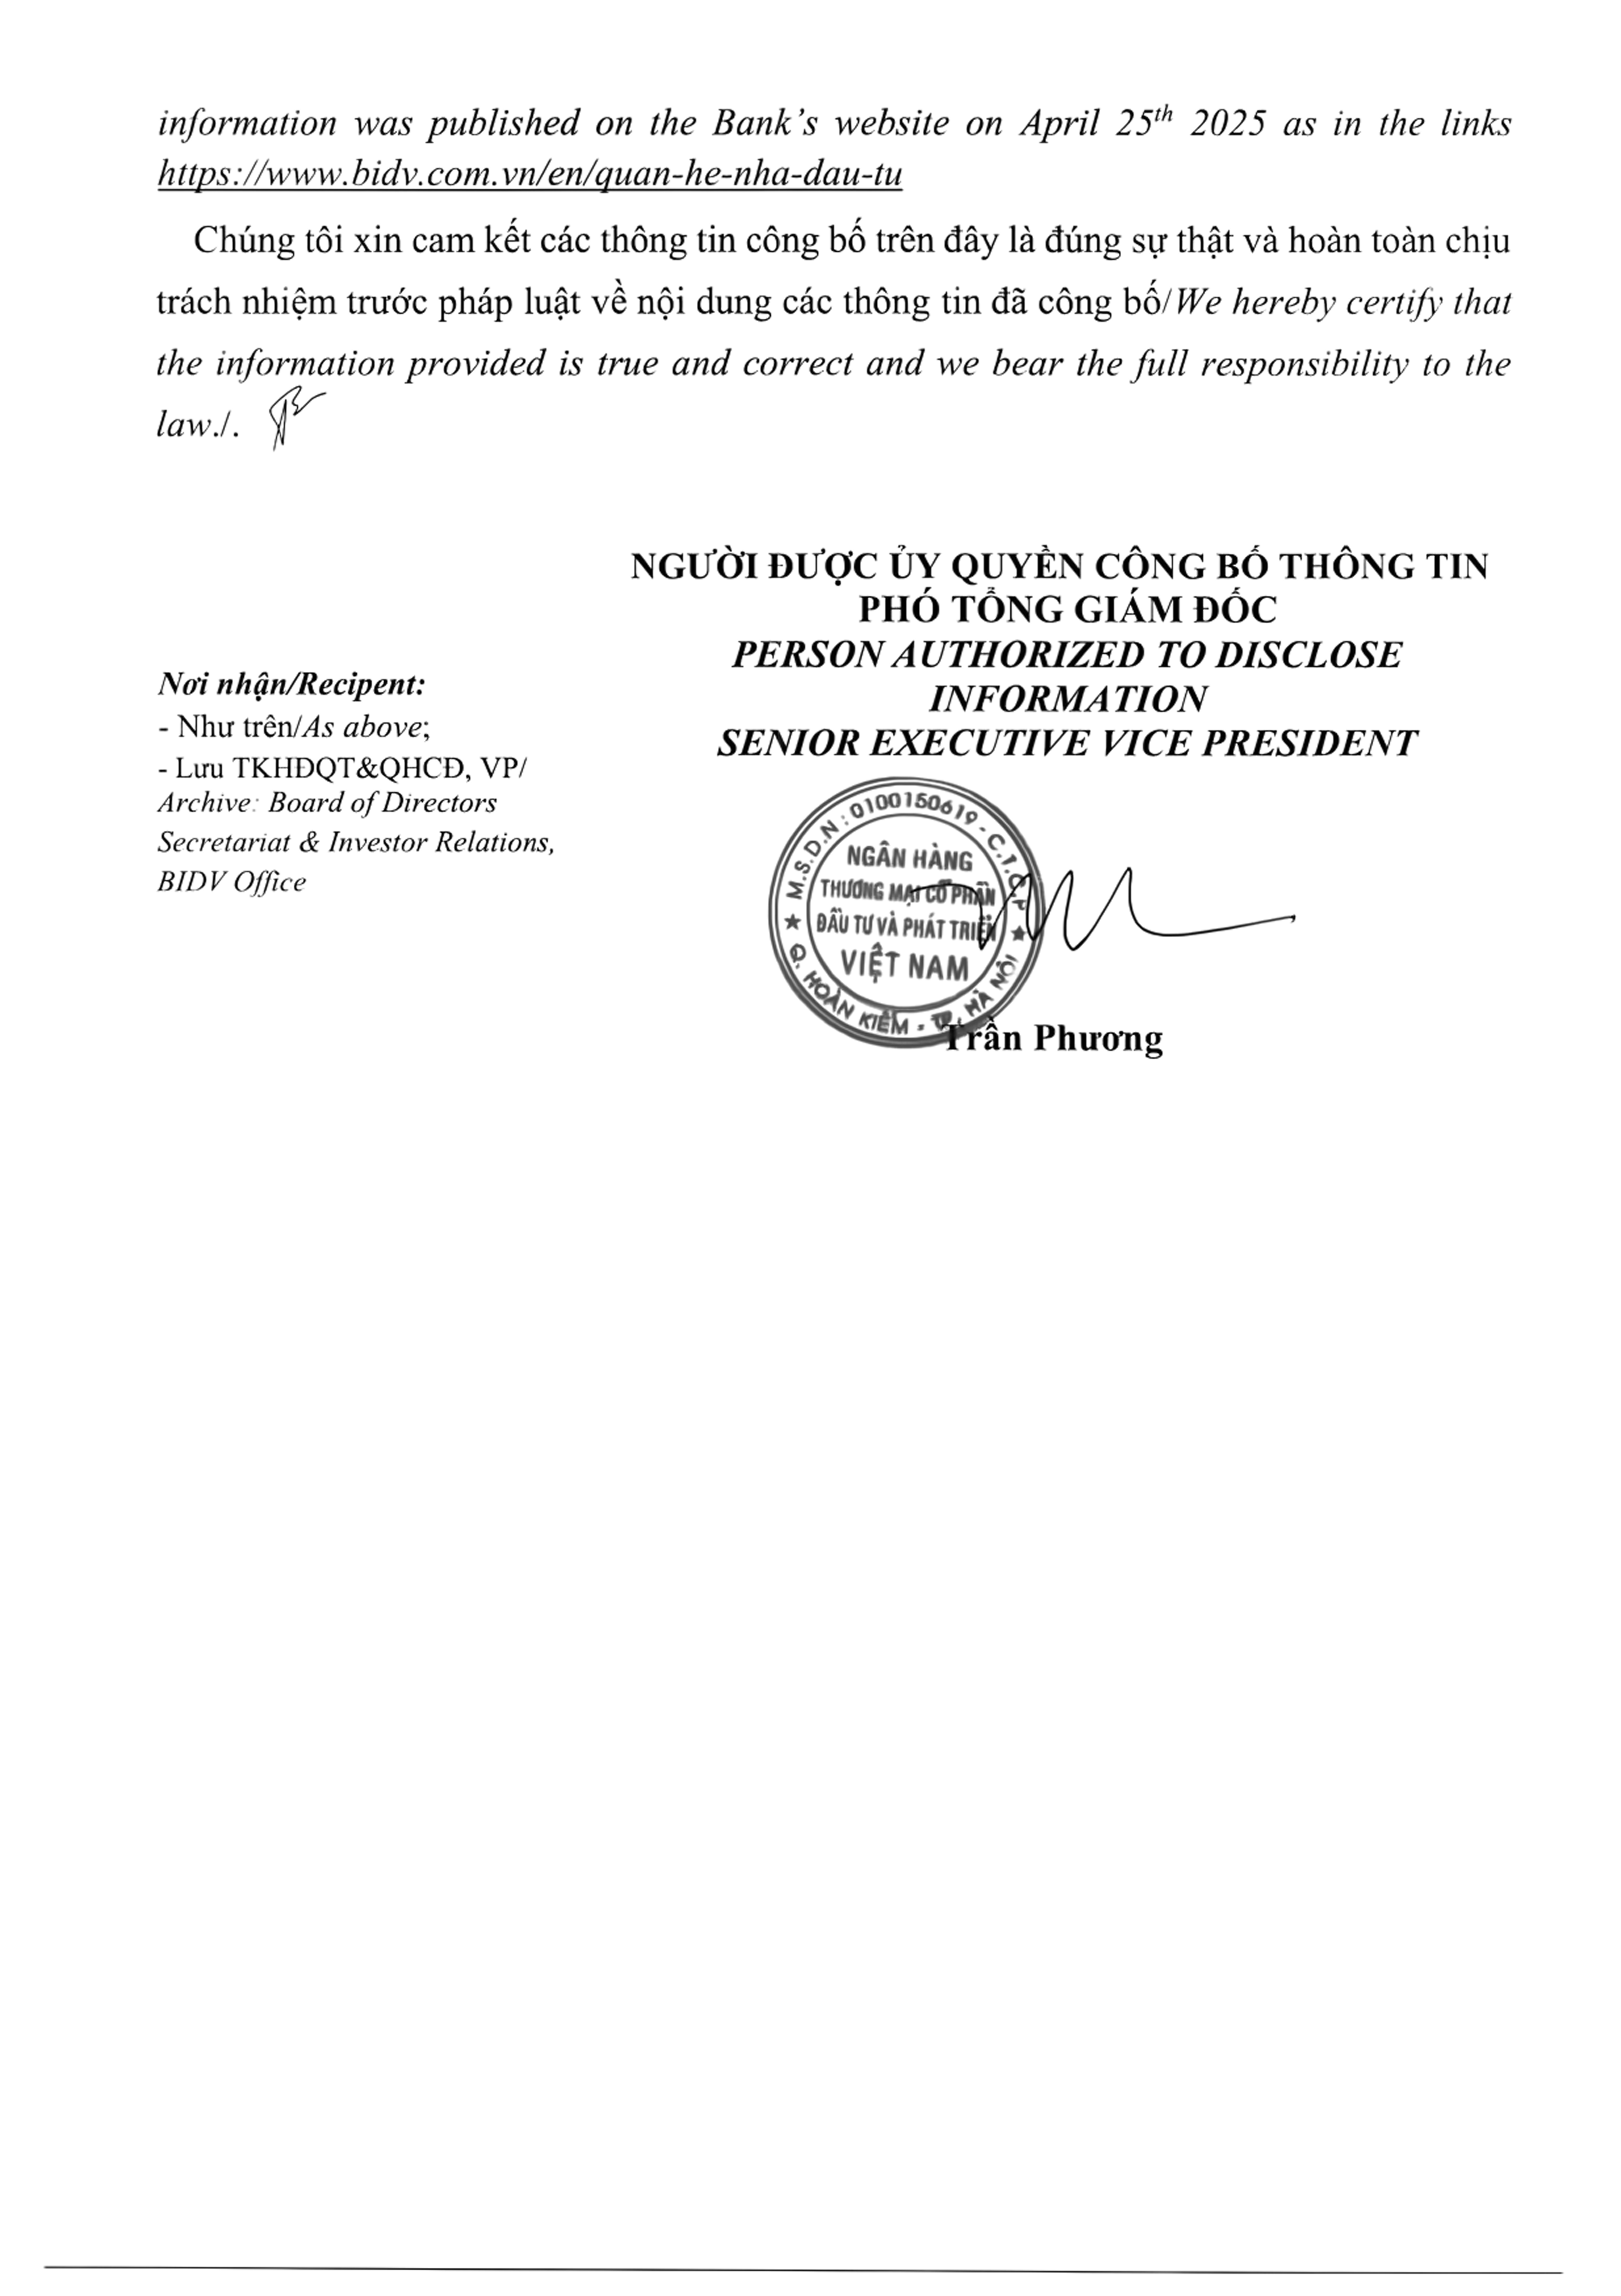 information was published on the Bank's website on April 25th 2025 as in the links
https://www.bidv.com.vn/en/quan-he-nha-dau-tu
Chúng tôi xin cam kết các thông tin công bố trên đây là đúng sự thật và hoàn toàn chịu
trách nhiệm trước pháp luật về nội dung các thông tin đã công bố/We hereby certify that
the information provided is true and correct and we bear the full responsibility to the
law./.
NGƯỜI ĐƯỢC ỦY QUYỀN CÔNG BỐ THÔNG TIN
PHÓ TỔNG GIÁM ĐỐC
PERSON AUTHORIZED TO DISCLOSE
INFORMATION
SENIOR EXECUTIVE VICE PRESIDENT
Nơi nhận/Recipent:
- Như trên/As above;
- Lưu TKHĐQT&QHCĐ, VP/
Archive: Board of Directors
Secretariat & Investor Relations,
BIDV Office
M.S.D.N: 0100150619 - C.T.C.P
NGÂN HÀNG
THƯƠNG MẠI CỔ PHẦN
ĐẦU TƯ VÀ PHÁT TRIỂN
VIỆT NAM
Q. HOÀN KIẾM - TP. HÀ NỘI
Trần Phương